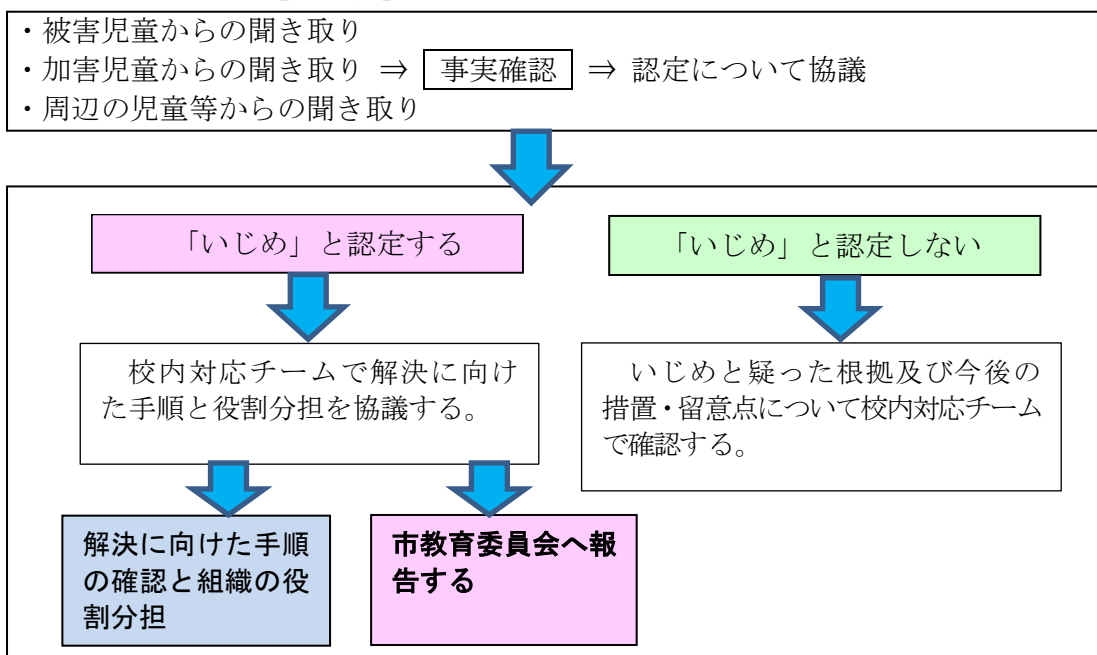 ・被害児童からの聞き取り
・加害児童からの聞き取り ⇒ 事実確認 ⇒ 認定について協議
・周辺の児童等からの聞き取り
「いじめ」と認定する
「いじめ」と認定しない
校内対応チームで解決に向け
た手順と役割分担を協議する。
いじめと疑った根拠及び今後の
措置・留意点について校内対応チーム
で確認する。
解決に向けた手順
の確認と組織の役
割分担
市教育委員会へ報
告する